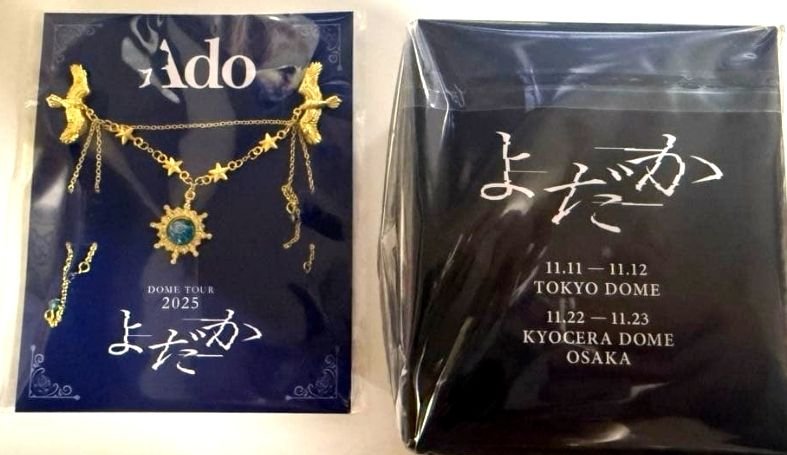 Ado
DOME TOUR
2025
よだか
よだか
11.11 — 11.12
TOKYO DOME
11.22 — 11.23
KYOCERA DOME
OSAKA